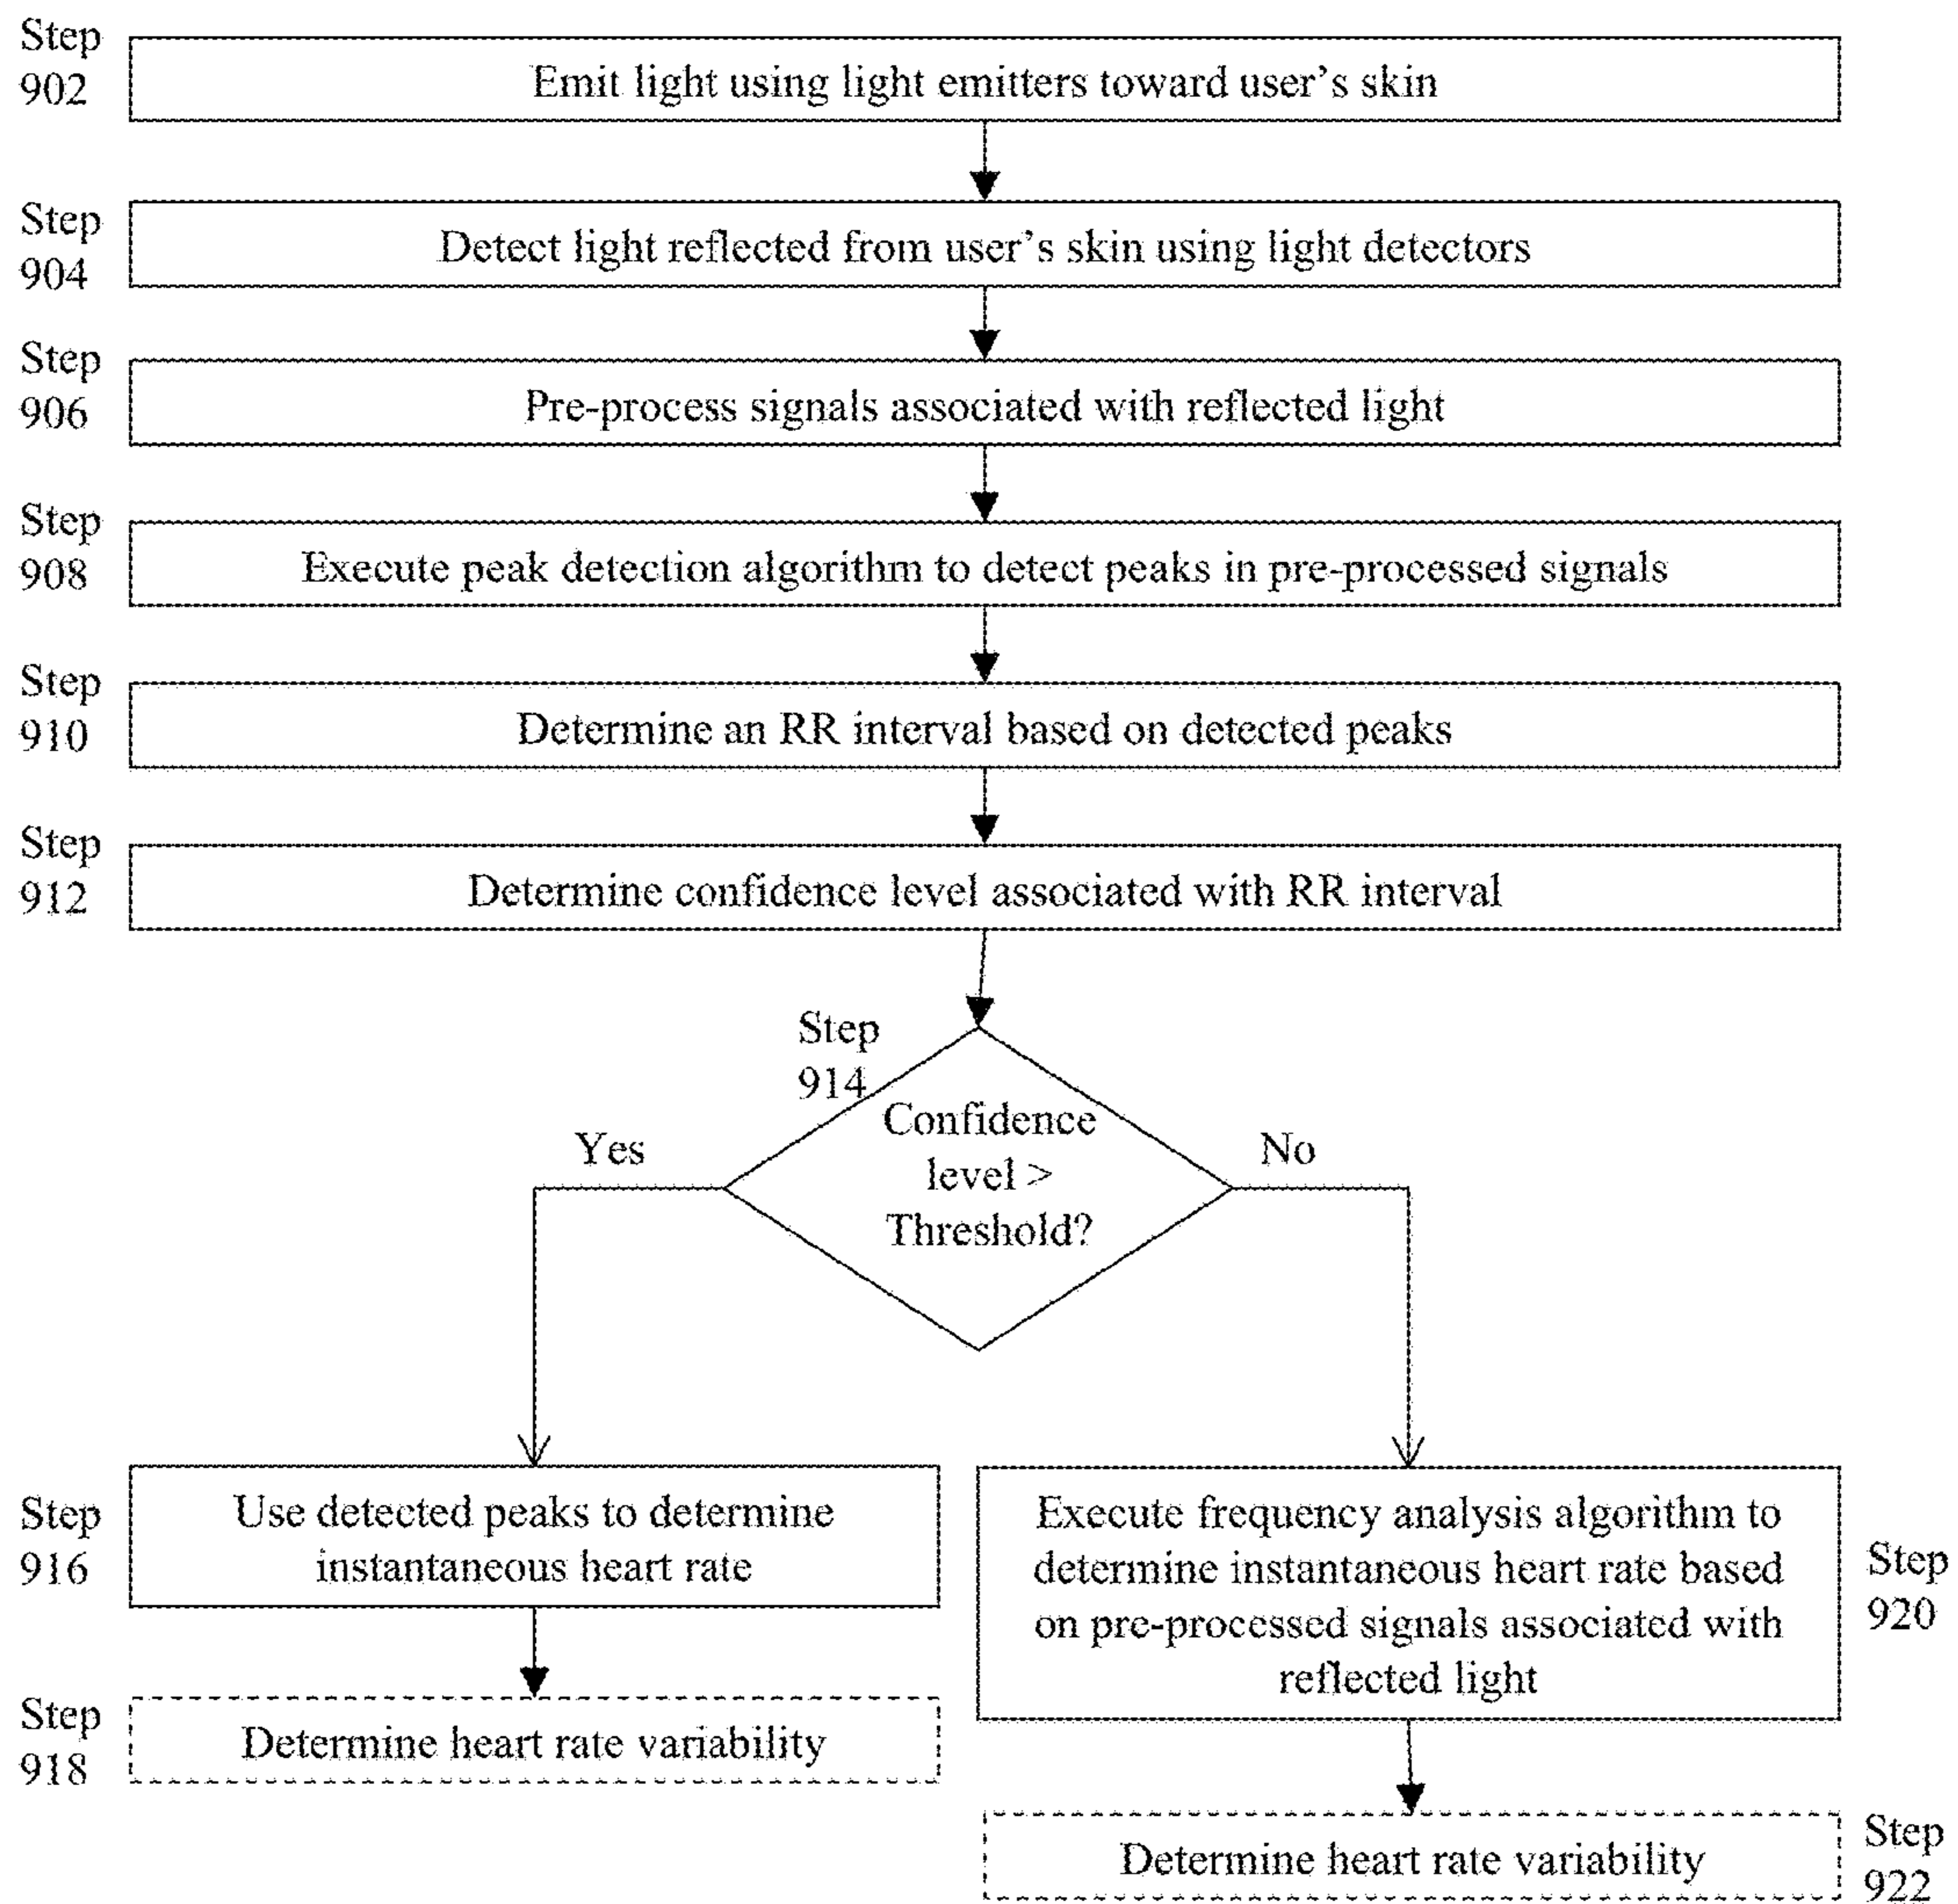 Step
902
Emit light using light emitters toward user's skin
Step
904
Detect light reflected from user's skin using light detectors
Step
906
Pre-process signals associated with reflected light
Step
908
Execute peak detection algorithm to detect peaks in pre-processed signals
Step
910
Determine an RR interval based on detected peaks
Step
912
Determine confidence level associated with RR interval
Step
914
Confidence
level >
Threshold?
Yes
No
Step
916
Use detected peaks to determine
instantaneous heart rate
Execute frequency analysis algorithm to
determine instantaneous heart rate based
on pre-processed signals associated with
reflected light
Step
920
Step
918
Determine heart rate variability
Determine heart rate variability
Step
922